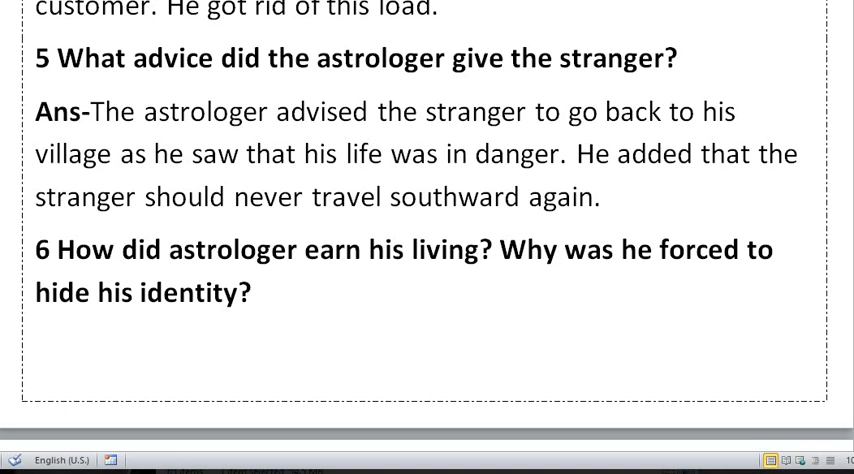 customer. He got rid of this load.
5 What advice did the astrologer give the stranger?
Ans-The astrologer advised the stranger to go back to his
village as he saw that his life was in danger. He added that the
stranger should never travel southward again.
6 How did astrologer earn his living? Why was he forced to
hide his identity?
English (U.S.)